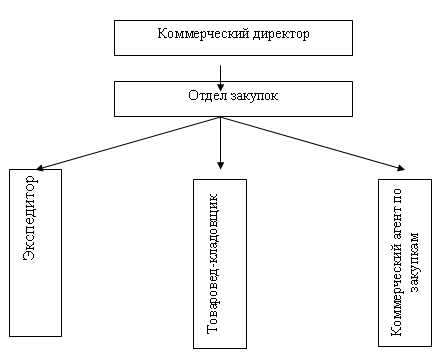 Коммерческий директор
Отдел закупок
Экспедитор
Товаровед-кладовщик
Коммерческий агент по
закупкам